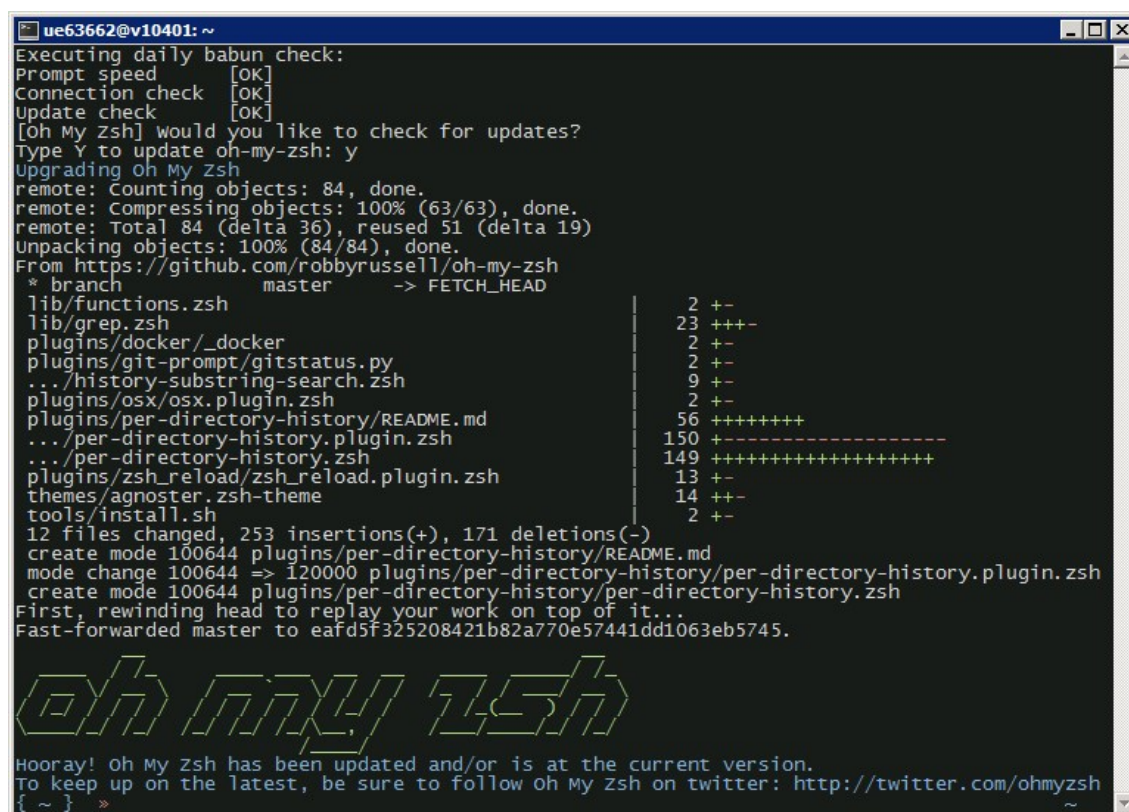 ue63662@v10401: ~
Executing daily babun check:
Prompt speed [OK]
Connection check [OK]
Update check [OK]
[Oh My Zsh] Would you like to check for updates?
Type Y to update oh-my-zsh: y
Upgrading Oh My Zsh
remote: Counting objects: 84, done.
remote: Compressing objects: 100% (63/63), done.
remote: Total 84 (delta 36), reused 51 (delta 19)
Unpacking objects: 100% (84/84), done.
From https://github.com/robbyrussell/oh-my-zsh
* branch master -> FETCH_HEAD
lib/functions.zsh | 2 +-
lib/grep.zsh | 23 +++-
plugins/docker/_docker | 2 +-
plugins/git-prompt/gitstatus.py | 2 +-
.../history-substring-search.zsh | 9 +-
plugins/osx/osx.plugin.zsh | 2 +-
plugins/per-directory-history/README.md | 56 ++++++++
.../per-directory-history.plugin.zsh | 150 +-------------------
.../per-directory-history.zsh | 149 +++++++++++++++++++
plugins/zsh_reload/zsh_reload.plugin.zsh | 13 +-
themes/agnoster.zsh-theme | 14 ++-
tools/install.sh | 2 +-
12 files changed, 253 insertions(+), 171 deletions(-)
create mode 100644 plugins/per-directory-history/README.md
mode change 100644 => 120000 plugins/per-directory-history/per-directory-history.plugin.zsh
create mode 100644 plugins/per-directory-history/per-directory-history.zsh
First, rewinding head to replay your work on top of it...
Fast-forwarded master to eafd5f325208421b82a770e57441dd1063eb5745.
oh my zsh
Hooray! Oh My Zsh has been updated and/or is at the current version.
To keep up on the latest, be sure to follow Oh My Zsh on twitter: http://twitter.com/ohmyzsh
{ ~ } » ~